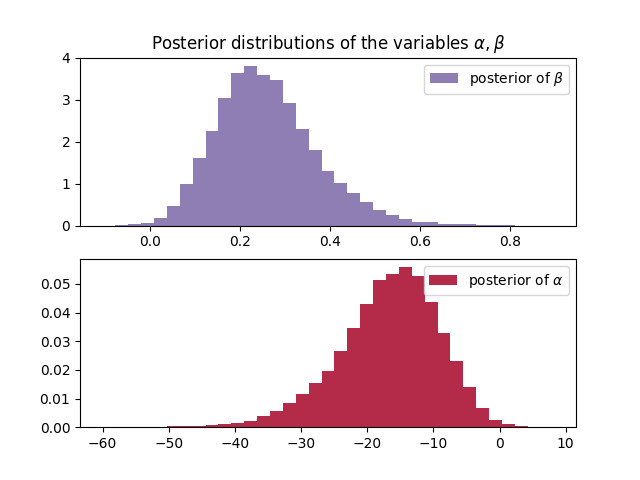 Posterior distributions of the variables α, β
4
3
2
1
0
posterior of β
0.0 0.2 0.4 0.6 0.8
0.05
0.04
0.03
0.02
0.01
0.00
posterior of α
−60 −50 −40 −30 −20 −10 0 10